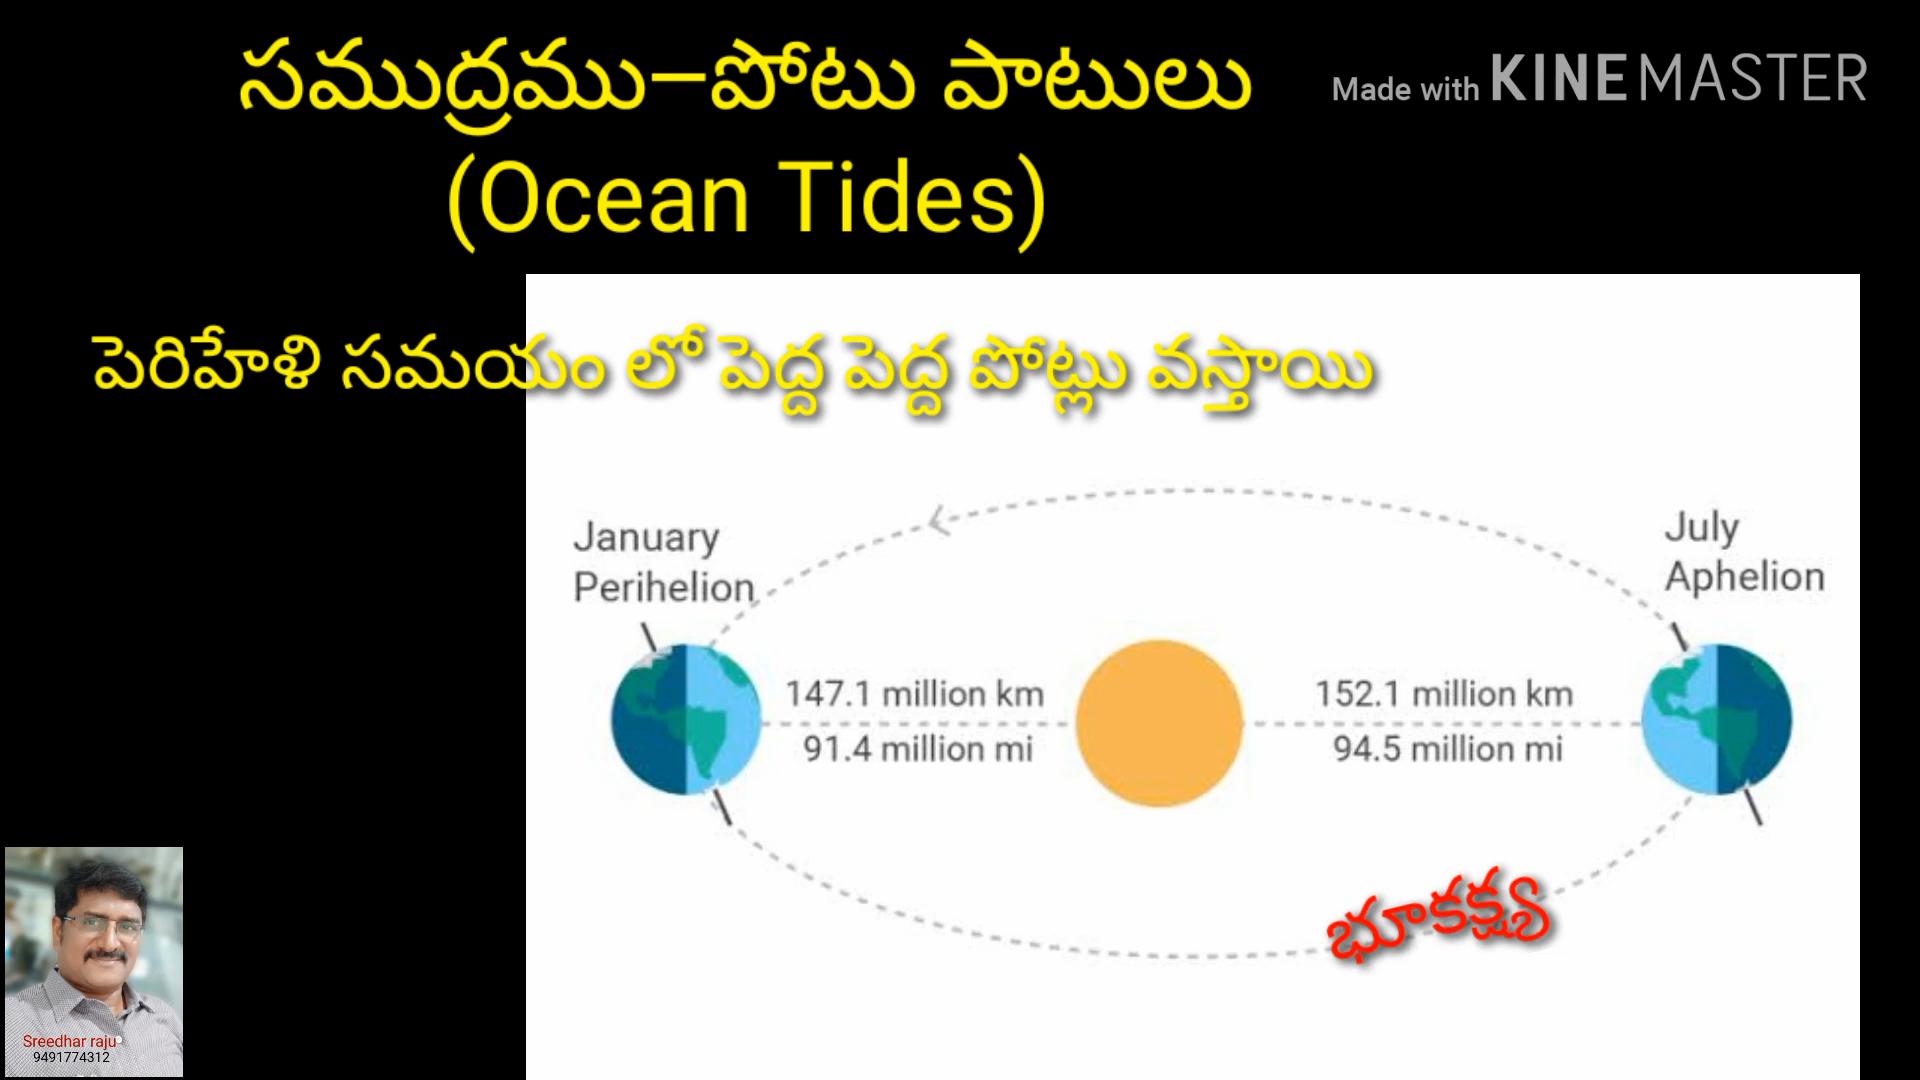 సముద్రము–పోటు పాటులు
Made with KINEMASTER
(Ocean Tides)
పెరిహేళి సమయం లో పెద్ద పెద్ద పోట్లు వస్తాయి
January
Perihelion
July
Aphelion
147.1 million km
91.4 million mi
152.1 million km
94.5 million mi
భూకక్ష్య
Sreedhar raju
9491774312